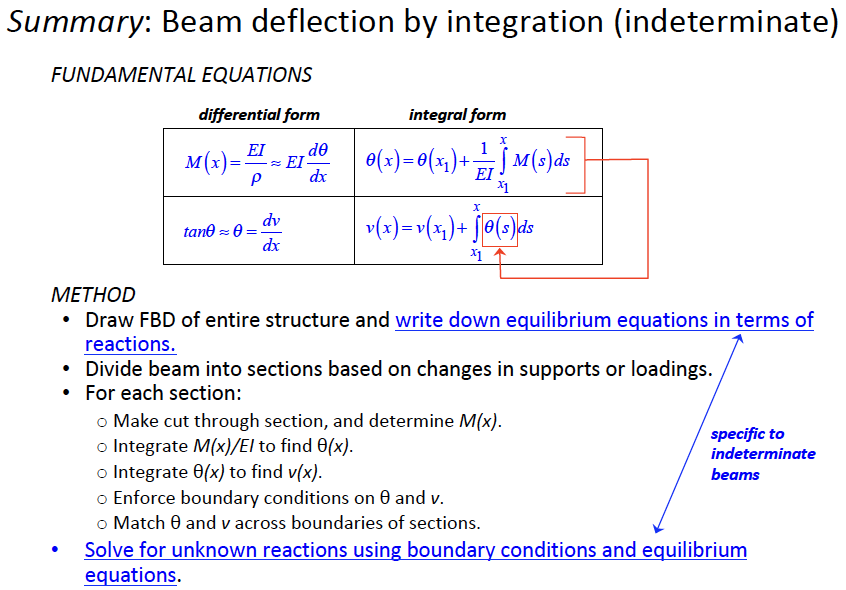 Summary: Beam deflection by integration (indeterminate)
FUNDAMENTAL EQUATIONS
differential form integral form
M(x) = EI/ρ ≈ EI dθ/dx
θ(x) = θ(x₁) + 1/EI ∫_{x₁}^{x} M(s)ds
tanθ ≈ θ = dv/dx
v(x) = v(x₁) + ∫_{x₁}^{x} θ(s)ds
METHOD
• Draw FBD of entire structure and write down equilibrium equations in terms of
reactions.
• Divide beam into sections based on changes in supports or loadings.
• For each section:
o Make cut through section, and determine M(x).
o Integrate M(x)/EI to find θ(x).
o Integrate θ(x) to find v(x).
o Enforce boundary conditions on θ and v.
o Match θ and v across boundaries of sections.
specific to
indeterminate
beams
• Solve for unknown reactions using boundary conditions and equilibrium
equations.